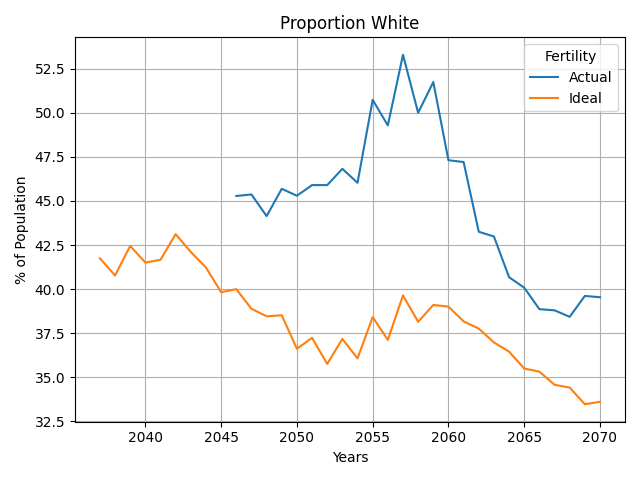 Proportion White
Fertility
Actual
Ideal
% of Population
52.5
50.0
47.5
45.0
42.5
40.0
37.5
35.0
32.5
2040 2045 2050 2055 2060 2065 2070
Years